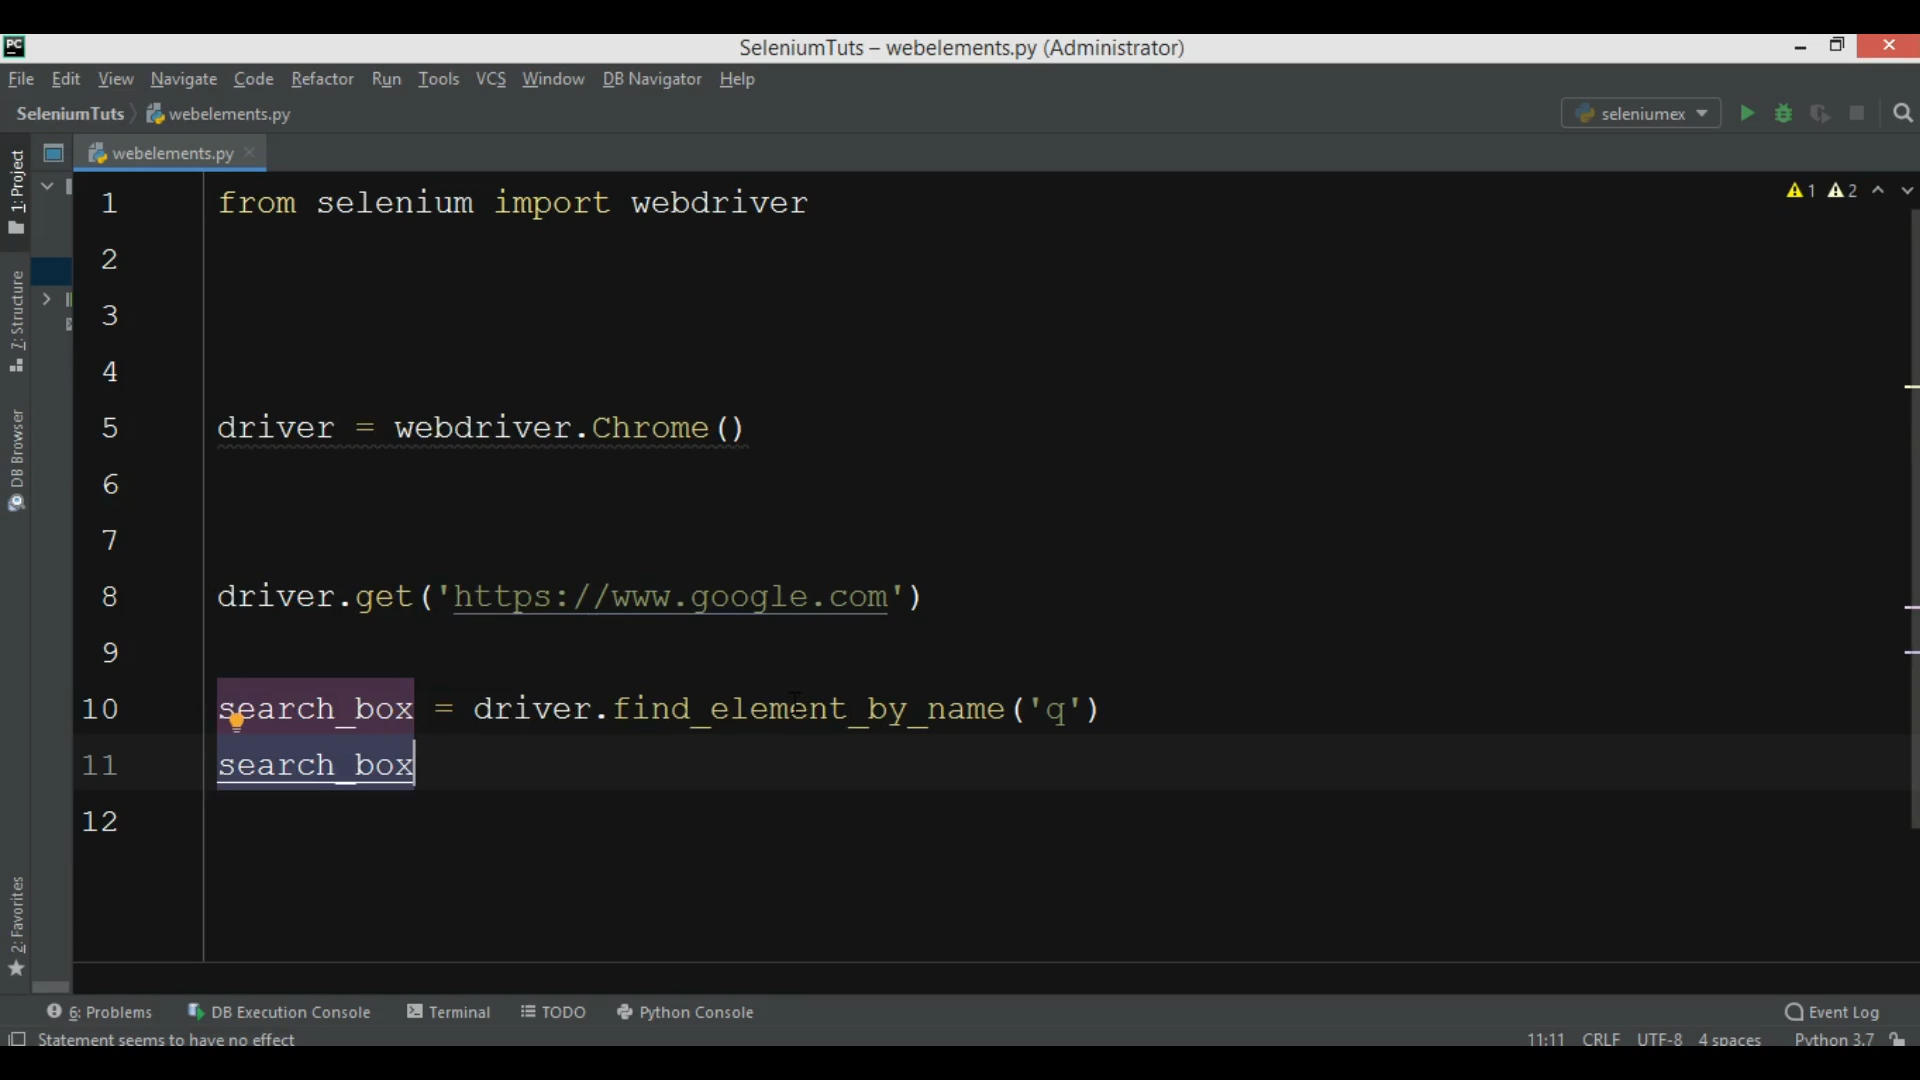 PC
SeleniumTuts – webelements.py (Administrator)
File Edit View Navigate Code Refactor Run Tools VCS Window DB Navigator Help
SeleniumTuts webelements.py
seleniumex
1: Project
7: Structure
DB Browser
2: Favorites
webelements.py
1 from selenium import webdriver
1 2
2
3
4
5 driver = webdriver.Chrome()
6
7
8 driver.get('https://www.google.com')
9
10 search_box = driver.find_element_by_name('q')
11 search_box
12
6: Problems DB Execution Console Terminal TODO Python Console Event Log
Statement seems to have no effect 11:11 CRLF UTF-8 4 spaces Python 3.7